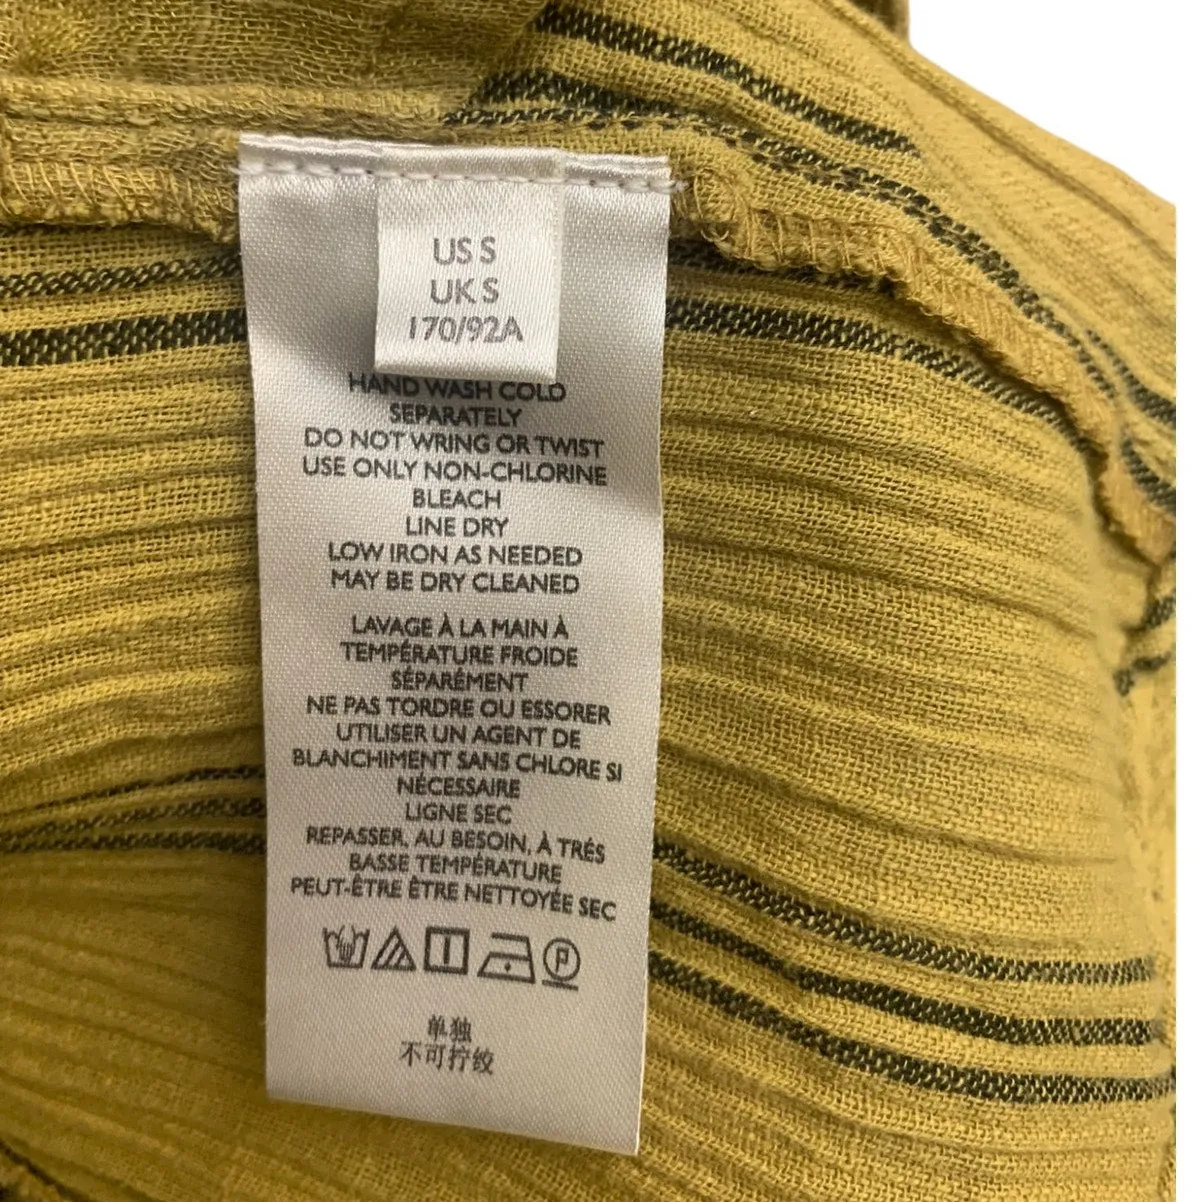 US S
UK S
170/92A
HAND WASH COLD
SEPARATELY
DO NOT WRING OR TWIST
USE ONLY NON-CHLORINE
BLEACH
LINE DRY
LOW IRON AS NEEDED
MAY BE DRY CLEANED
LAVAGE À LA MAIN À
TEMPÉRATURE FROIDE
SÉPARÉMENT
NE PAS TORDRE OU ESSORER
UTILISER UN AGENT DE
BLANCHIMENT SANS CHLORE SI
NÉCESSAIRE
LIGNE SEC
REPASSER, AU BESOIN, À TRÉS
BASSE TEMPÉRATURE
PEUT-ÊTRE ÊTRE NETTOYÉE SEC
P
单独
不可拧绞